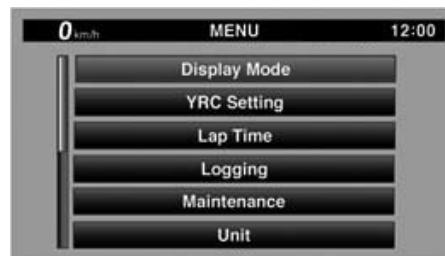 0 km/h MENU 12:00
Display Mode
YRC Setting
Lap Time
Logging
Maintenance
Unit